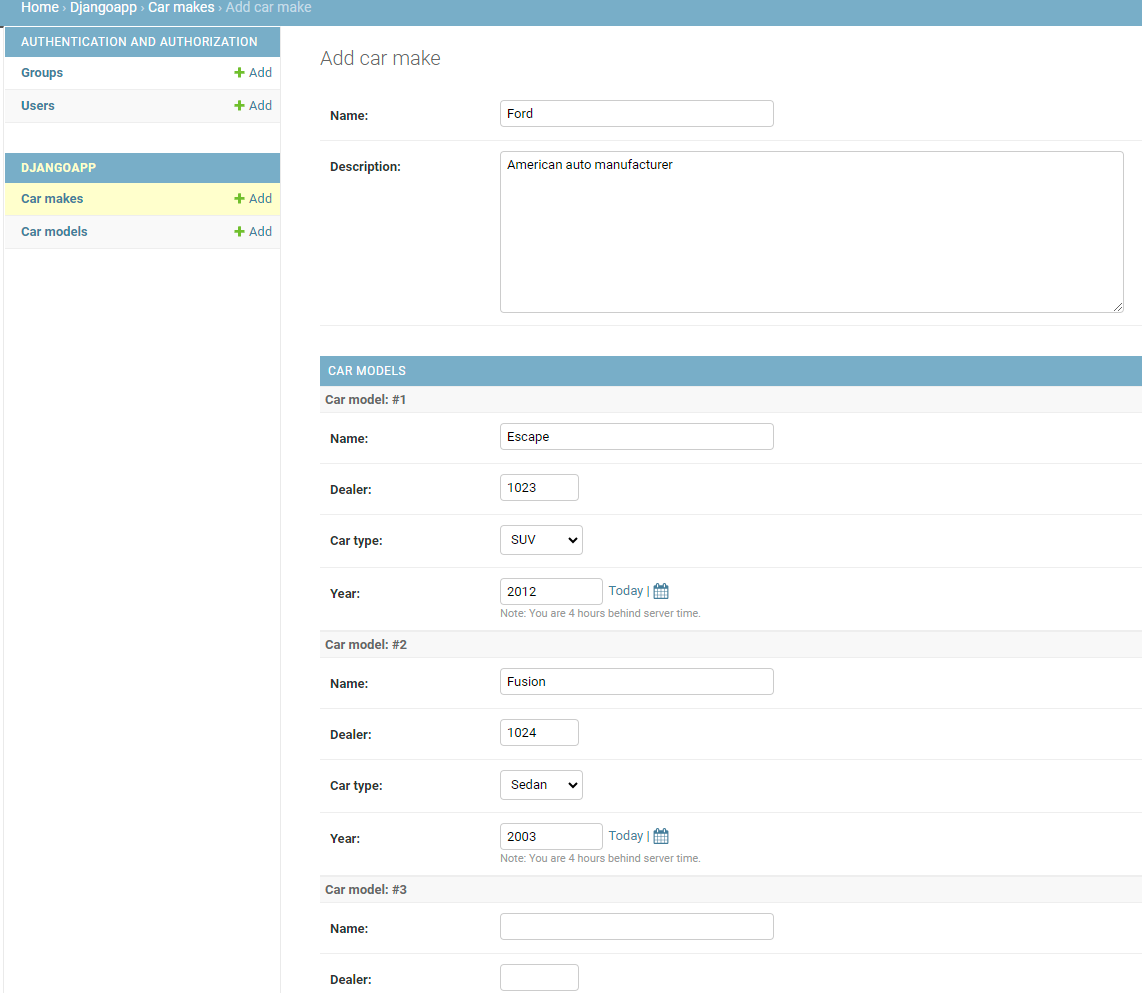 Home › Djangoapp › Car makes › Add car make
AUTHENTICATION AND AUTHORIZATION
Groups + Add
Users + Add
DJANGOAPP
Car makes + Add
Car models + Add
Add car make
Name: Ford
Description: American auto manufacturer
CAR MODELS
Car model: #1
Name: Escape
Dealer: 1023
Car type: SUV
Year: 2012 Today |
Note: You are 4 hours behind server time.
Car model: #2
Name: Fusion
Dealer: 1024
Car type: Sedan
Year: 2003 Today |
Note: You are 4 hours behind server time.
Car model: #3
Name:
Dealer: